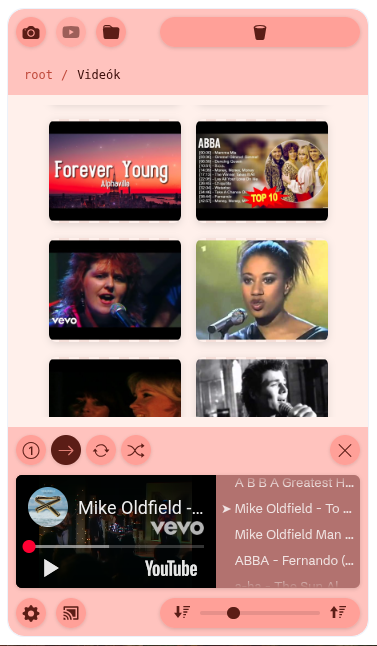 root / Videók
Forever Young
Alphaville
ABBA
TOP 10
vevo
1
A B B A Greatest H...
Mike Oldfield -...
vevo
➤ Mike Oldfield - To ...
Mike Oldfield Man ...
ABBA - Fernando (...
YouTube